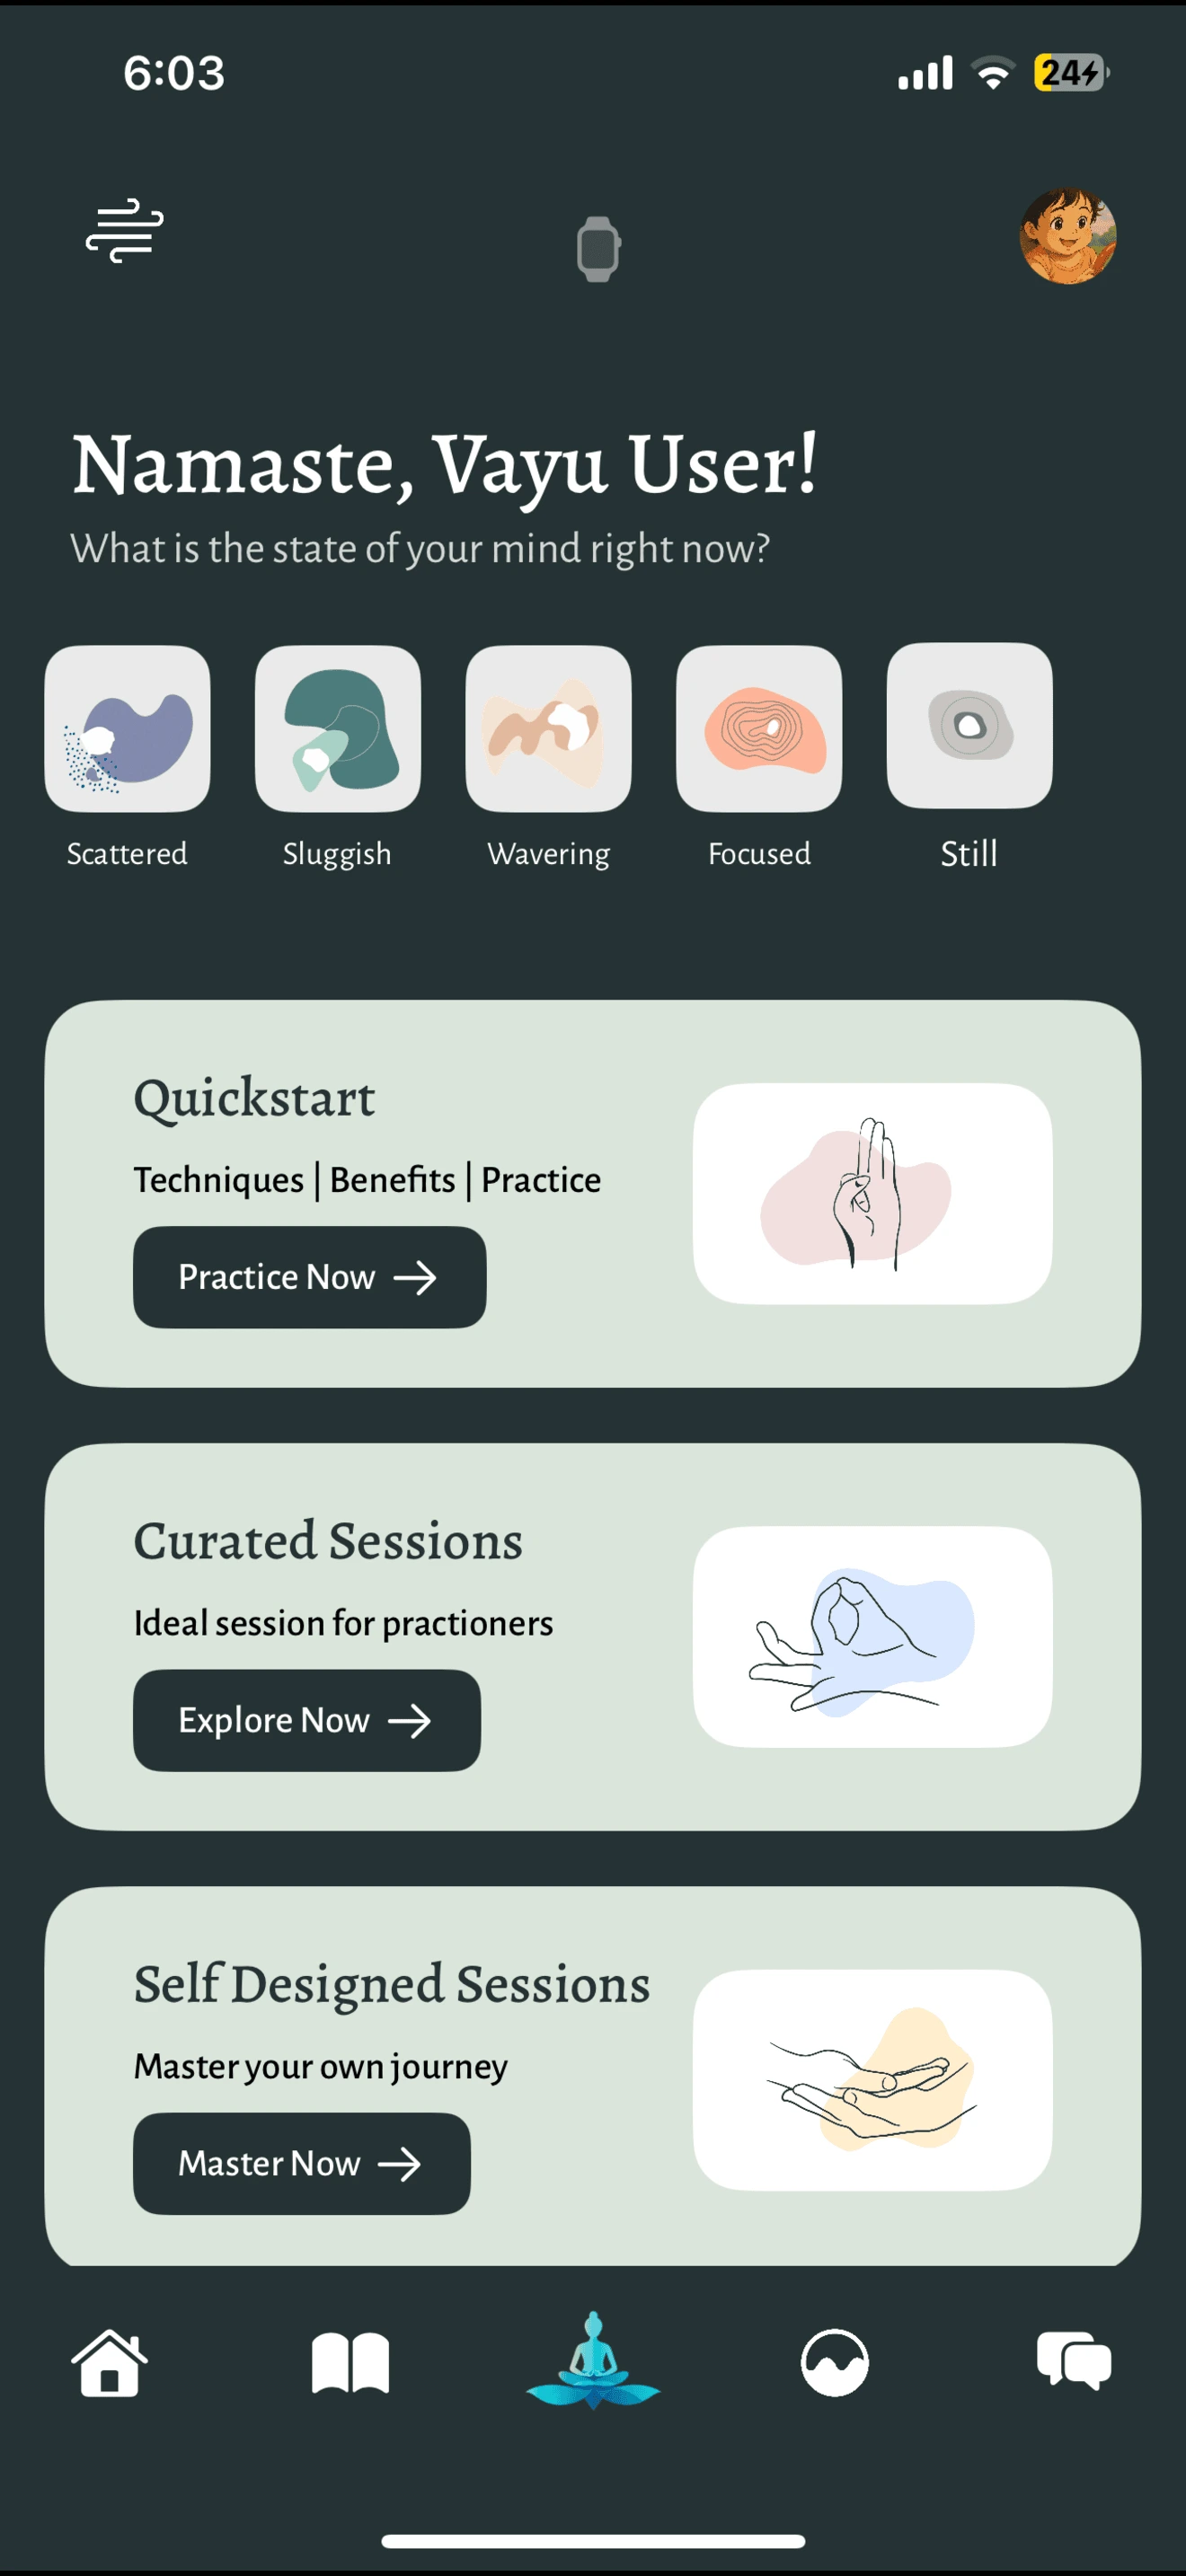 6:03
24
Namaste, Vayu User!
What is the state of your mind right now?
Scattered Sluggish Wavering Focused Still
Quickstart
Techniques | Benefits | Practice
Practice Now →
Curated Sessions
Ideal session for practioners
Explore Now →
Self Designed Sessions
Master your own journey
Master Now →